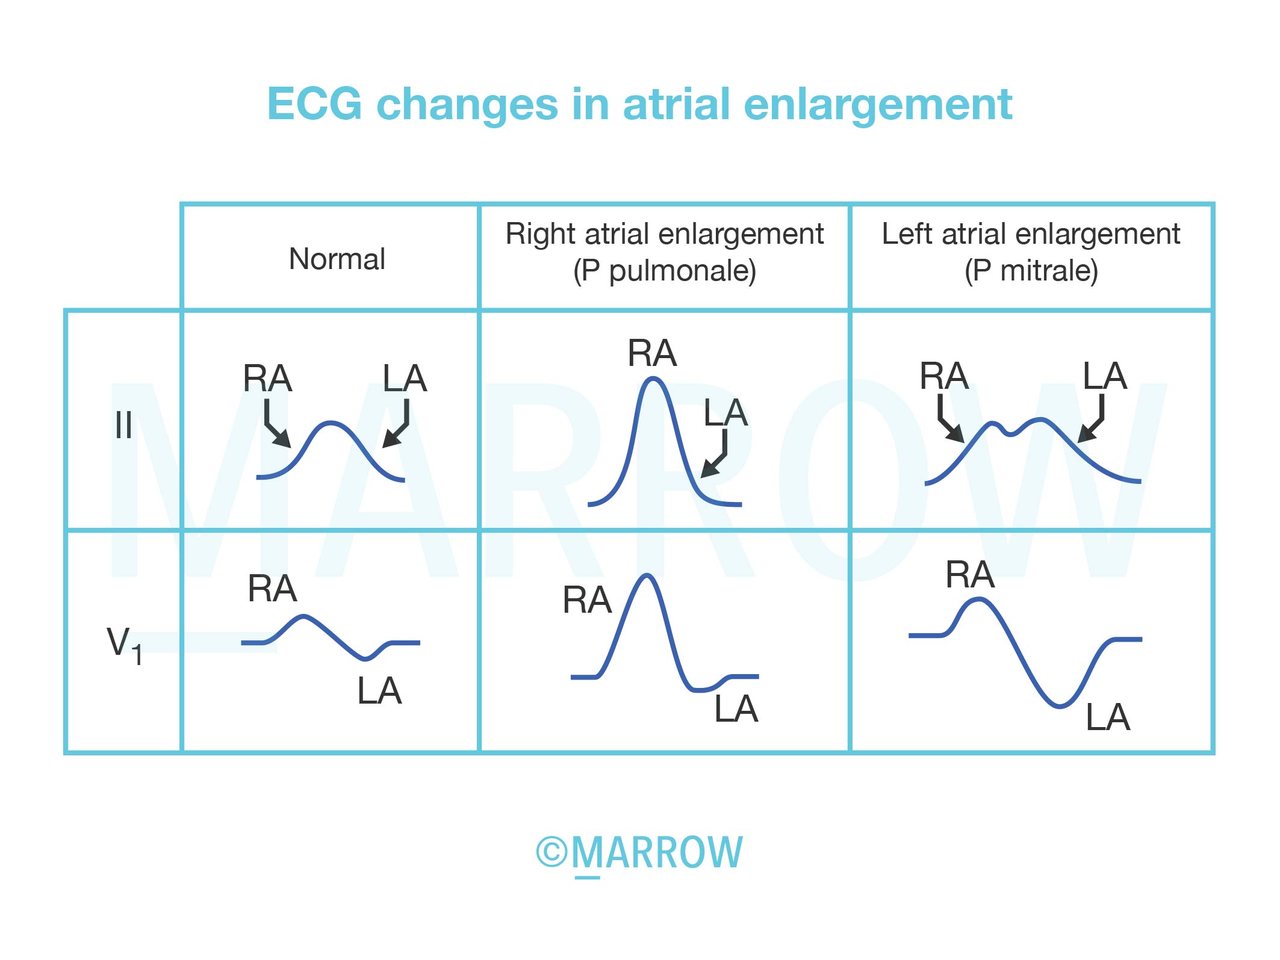 ECG changes in atrial enlargement
Normal
Right atrial enlargement
(P pulmonale)
Left atrial enlargement
(P mitrale)
II
RA
LA
RA
LA
RA
LA
V₁
RA
LA
RA
LA
RA
LA
MARROW
©MARROW